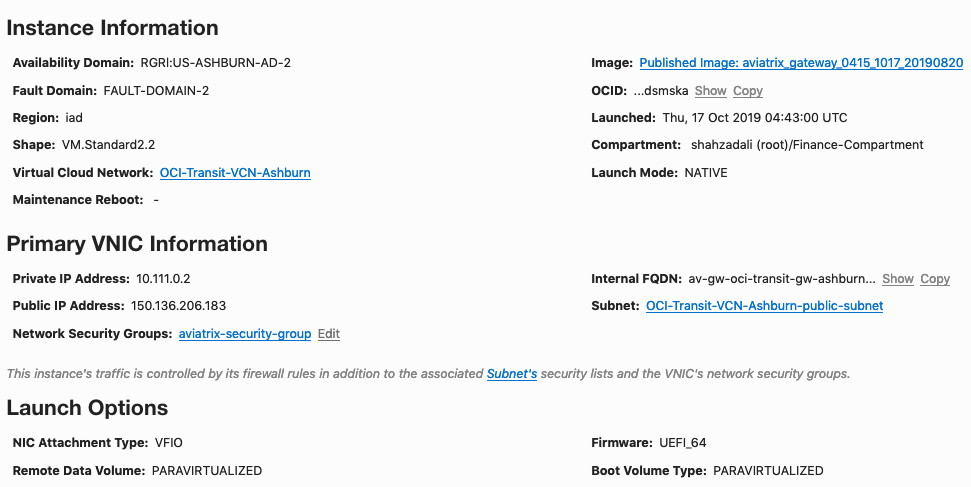 Instance Information
Availability Domain: RGRI:US-ASHBURN-AD-2
Image: Published Image: aviatrix_gateway_0415_1017_20190820
Fault Domain: FAULT-DOMAIN-2
OCID: ...dsmska Show Copy
Region: iad
Launched: Thu, 17 Oct 2019 04:43:00 UTC
Shape: VM.Standard2.2
Compartment: shahzadali (root)/Finance-Compartment
Virtual Cloud Network: OCI-Transit-VCN-Ashburn
Launch Mode: NATIVE
Maintenance Reboot: -
Primary VNIC Information
Private IP Address: 10.111.0.2
Internal FQDN: av-gw-oci-transit-gw-ashburn... Show Copy
Public IP Address: 150.136.206.183
Subnet: OCI-Transit-VCN-Ashburn-public-subnet
Network Security Groups: aviatrix-security-group Edit
This instance's traffic is controlled by its firewall rules in addition to the associated Subnet's security lists and the VNIC's network security groups.
Launch Options
NIC Attachment Type: VFIO
Firmware: UEFI_64
Remote Data Volume: PARAVIRTUALIZED
Boot Volume Type: PARAVIRTUALIZED